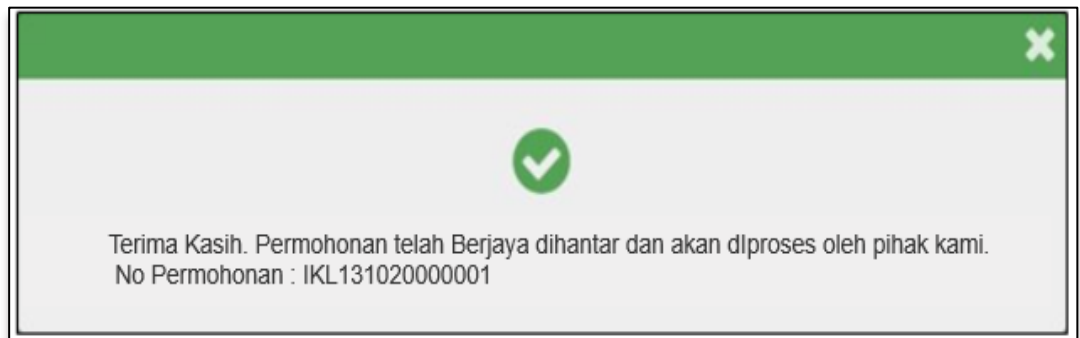 Terima Kasih. Permohonan telah Berjaya dihantar dan akan dIproses oleh pihak kami.
No Permohonan : IKL131020000001